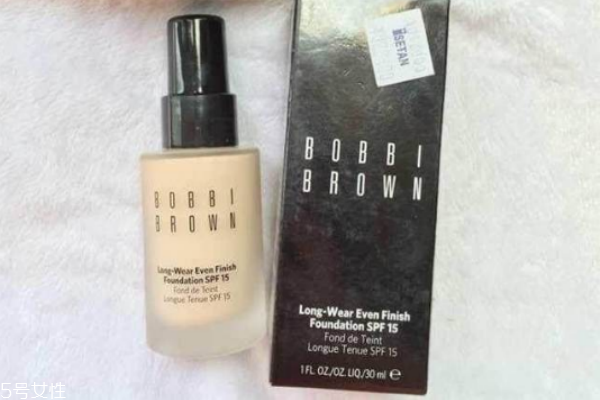 BOBBI
BROWN
Long-Wear Even Finish
Foundation SPF 15
Fond de Teint
Longue Tenue SPF 15
ISETAN
BOBBI
BROWN
Long-Wear Even Finish
Foundation SPF 15
Fond de Teint
Longue Tenue SPF 15
1 FL. OZ./OZ. LIQ./30 ml e
5号女性